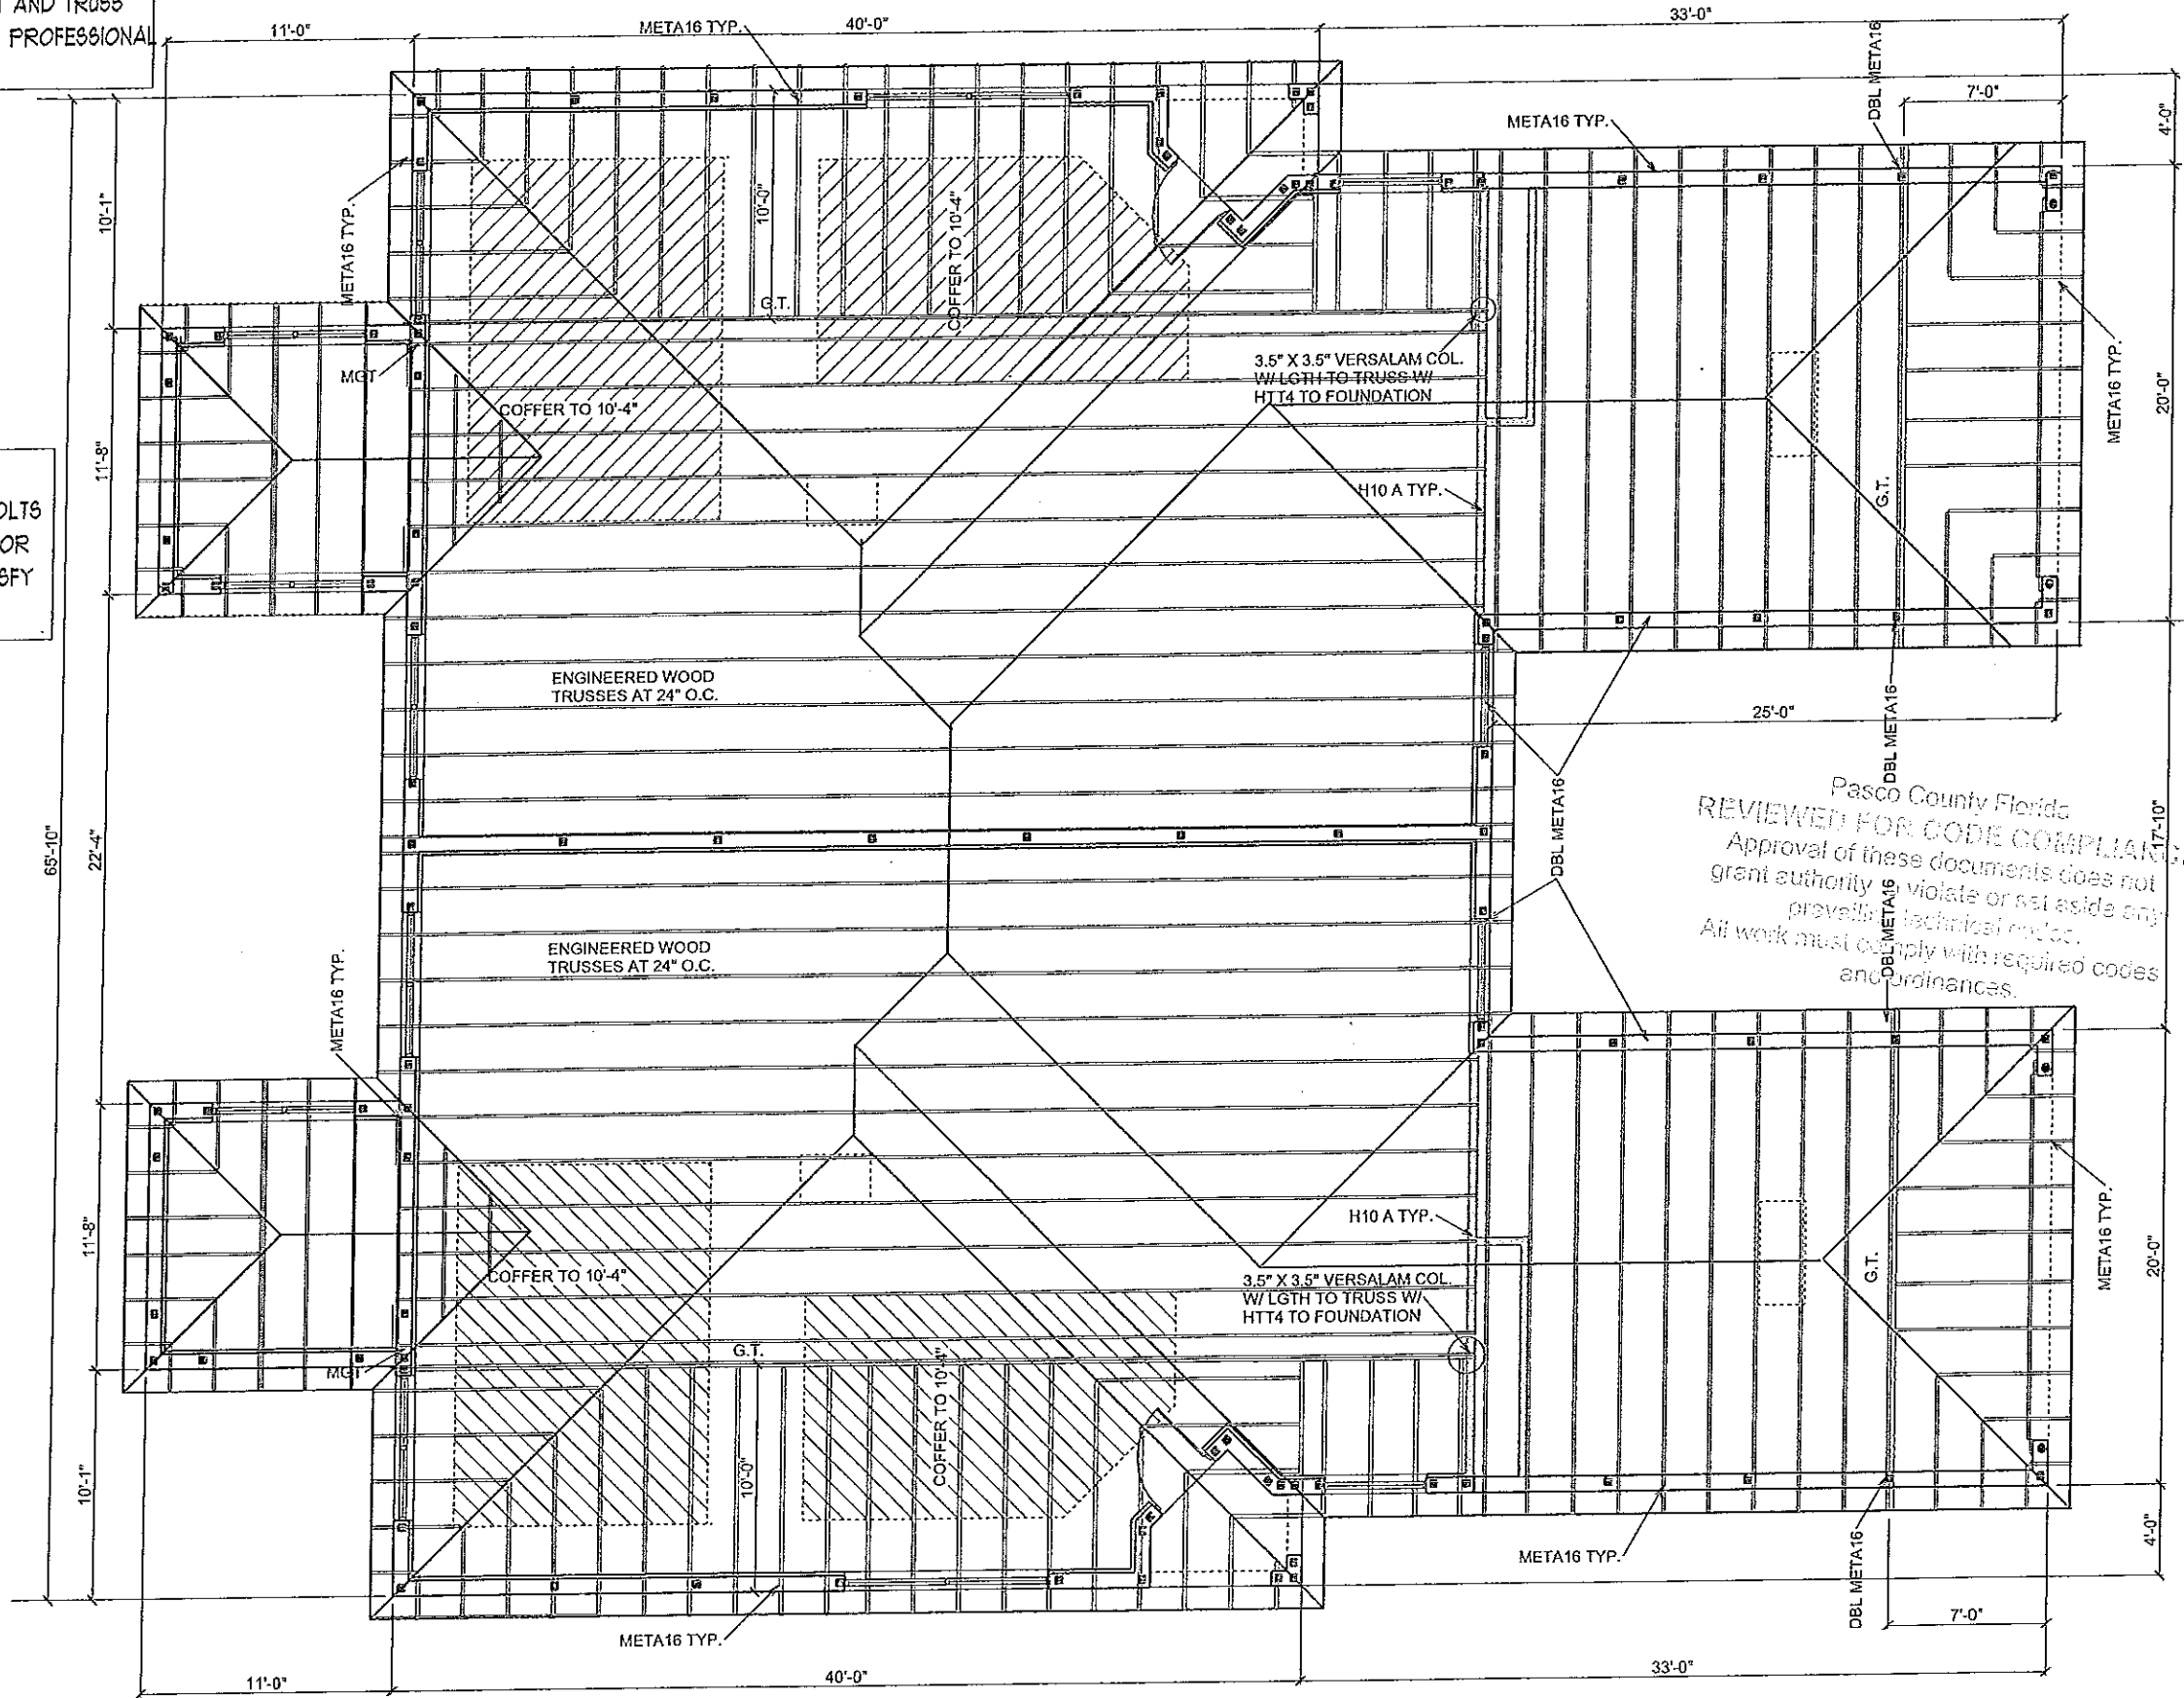 AND TRUSS
PROFESSIONAL
11'-0"
META16 TYP.
40'-0"
33'-0"
DBL META16
7'-0"
4'-0"
META16 TYP.
10'-1"
META16 TYP.
10'-0"
COFFER TO 10'-4"
G.T.
MGT
3.5" X 3.5" VERSALAM COL.
W/ LGTH TO TRUSS W/
HTT4 TO FOUNDATION
META16 TYP.
20'-0"
COFFER TO 10'-4"
11'-8"
H10 A TYP.
G.T.
OLTS
OR
SFY
ENGINEERED WOOD
TRUSSES AT 24" O.C.
25'-0"
DBL META16
65'-10"
22'-4"
DBL META16
17'-10"
Pasco County Florida
REVIEWED FOR CODE COMPLIANC
Approval of these documents does not
grant authority to violate or set aside any
prevailing technical codes.
All work must comply with required codes
and ordinances.
DBL META16
ENGINEERED WOOD
TRUSSES AT 24" O.C.
META16 TYP.
11'-8"
H10 A TYP.
META16 TYP.
20'-0"
COFFER TO 10'-4"
3.5" X 3.5" VERSALAM COL.
W/ LGTH TO TRUSS W/
HTT4 TO FOUNDATION
G.T.
G.T.
MGT
COFFER TO 10'-4"
10'-1"
10'-0"
META16 TYP.
DBL META16
4'-0"
7'-0"
META16 TYP.
11'-0"
40'-0"
33'-0"